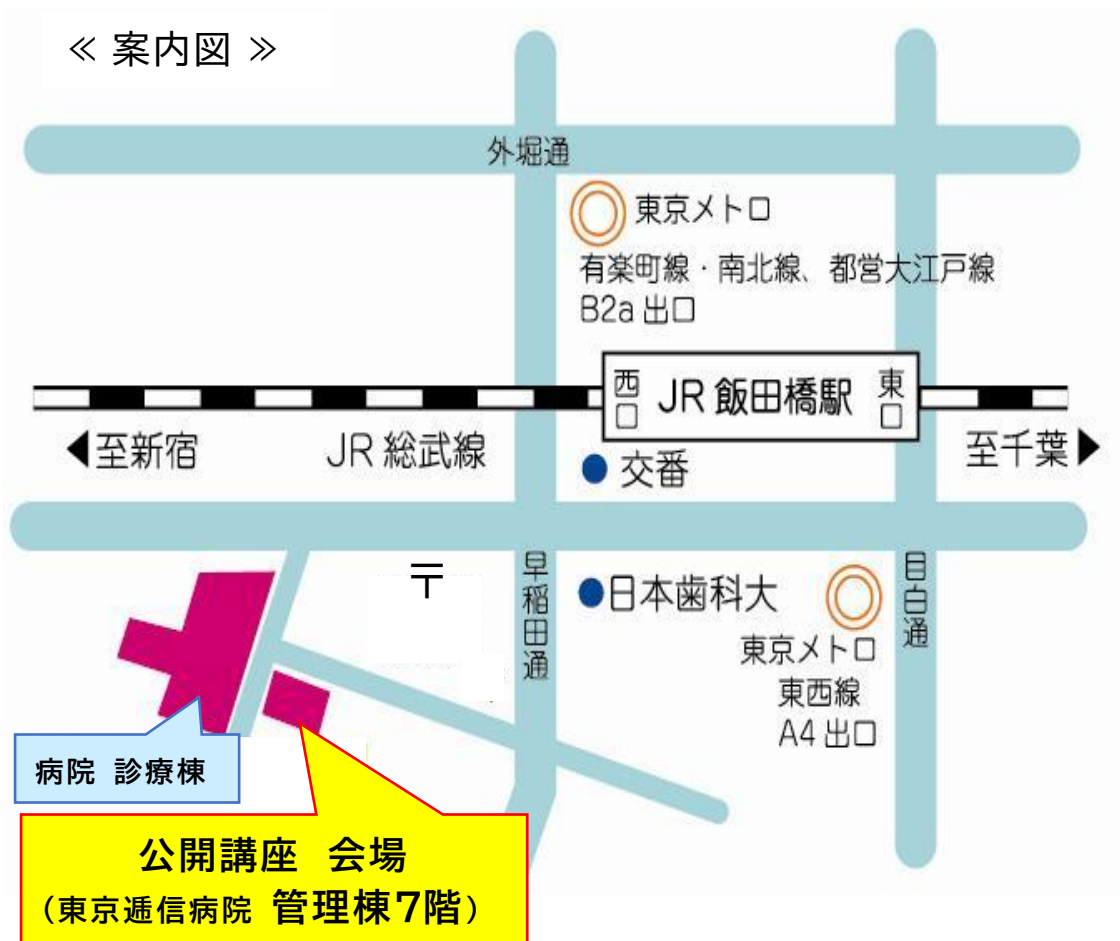 ≪ 案内図 ≫
外堀通
東京メトロ
有楽町線・南北線、都営大江戸線
B2a 出口
西口
JR 飯田橋駅
東口
◀至新宿
JR 総武線
至千葉▶
交番
〒
早稲田通
日本歯科大
目白通
東京メトロ
東西線
A4 出口
病院 診療棟
公開講座 会場
(東京逓信病院 管理棟7階)